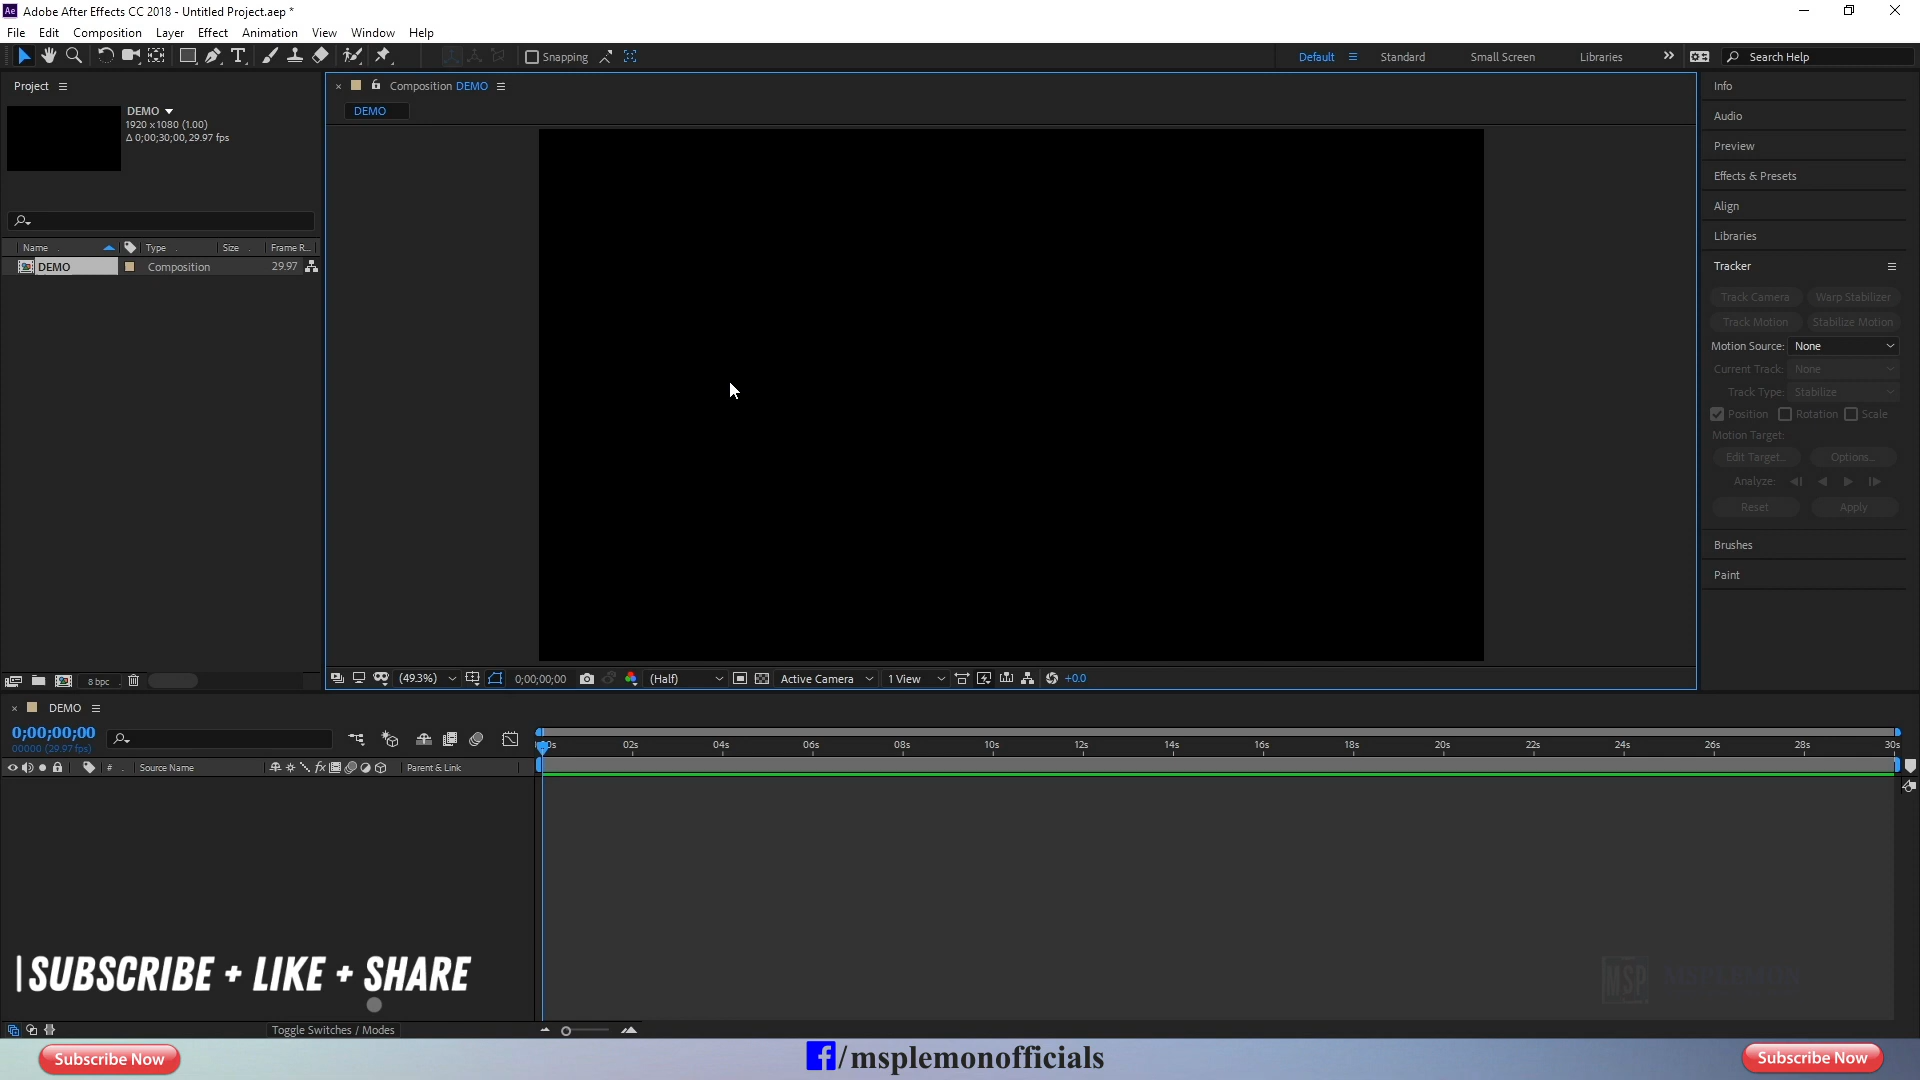 Adobe After Effects CC 2018 - Untitled Project.aep *
File Edit Composition Layer Effect Animation View Window Help
Snapping
Default Standard Small Screen Libraries » Search Help
Project
DEMO
1920 x 1080 (1.00)
Δ 0;00;30;00, 29.97 fps
Name Type Size Frame R...
DEMO Composition 29.97
8 bpc
× Composition DEMO
DEMO
(49.3%) 0;00;00;00 (Half) Active Camera 1 View +0.0
Info
Audio
Preview
Effects & Presets
Align
Libraries
Tracker
Track Camera Warp Stabilizer
Track Motion Stabilize Motion
Motion Source: None
Current Track: None
Track Type: Stabilize
Position Rotation Scale
Motion Target:
Edit Target... Options...
Analyze:
Reset Apply
Brushes
Paint
× DEMO
0;00;00;00
00000 (29.97 fps)
# Source Name Parent & Link
02s 04s 06s 08s 10s 12s 14s 16s 18s 20s 22s 24s 26s 28s 30s
|SUBSCRIBE + LIKE + SHARE
MSP MSPLEMON
Toggle Switches / Modes
Subscribe Now
f/msplemonofficials
Subscribe Now